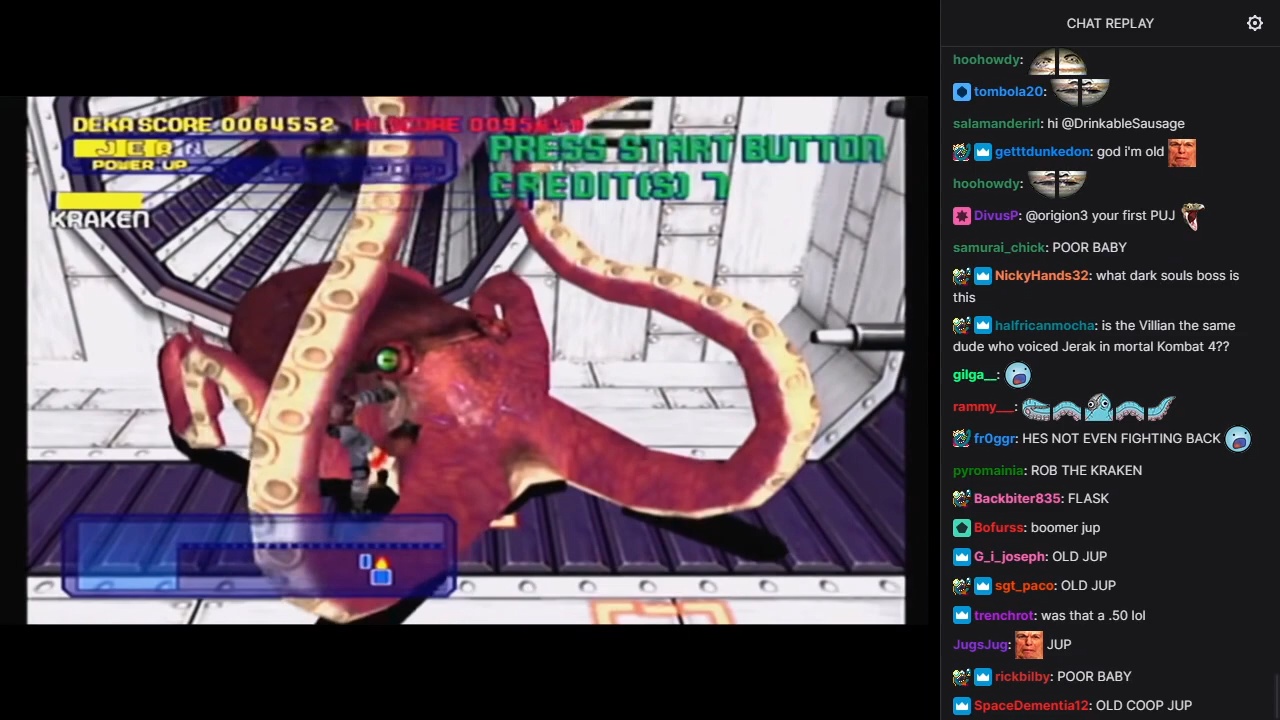 DEKA SCORE 0064552
PRESS START BUTTON
CREDIT(S) 7
POWER UP
KRAKEN
0
CHAT REPLAY
hoohowdy:
tombola20:
salamanderirl: hi @DrinkableSausage
getttdunkedon: god i'm old
hoohowdy:
DivusP: @origion3 your first PUJ
samurai_chick: POOR BABY
NickyHands32: what dark souls boss is
this
halfricanmocha: is the Villian the same
dude who voiced Jerak in mortal Kombat 4??
gilga__:
rammy___:
fr0ggr: HES NOT EVEN FIGHTING BACK
pyromainia: ROB THE KRAKEN
Backbiter835: FLASK
Bofurss: boomer jup
G_i_joseph: OLD JUP
sgt_paco: OLD JUP
trenchrot: was that a .50 lol
JugsJug: JUP
rickbilby: POOR BABY
SpaceDementia12: OLD COOP JUP